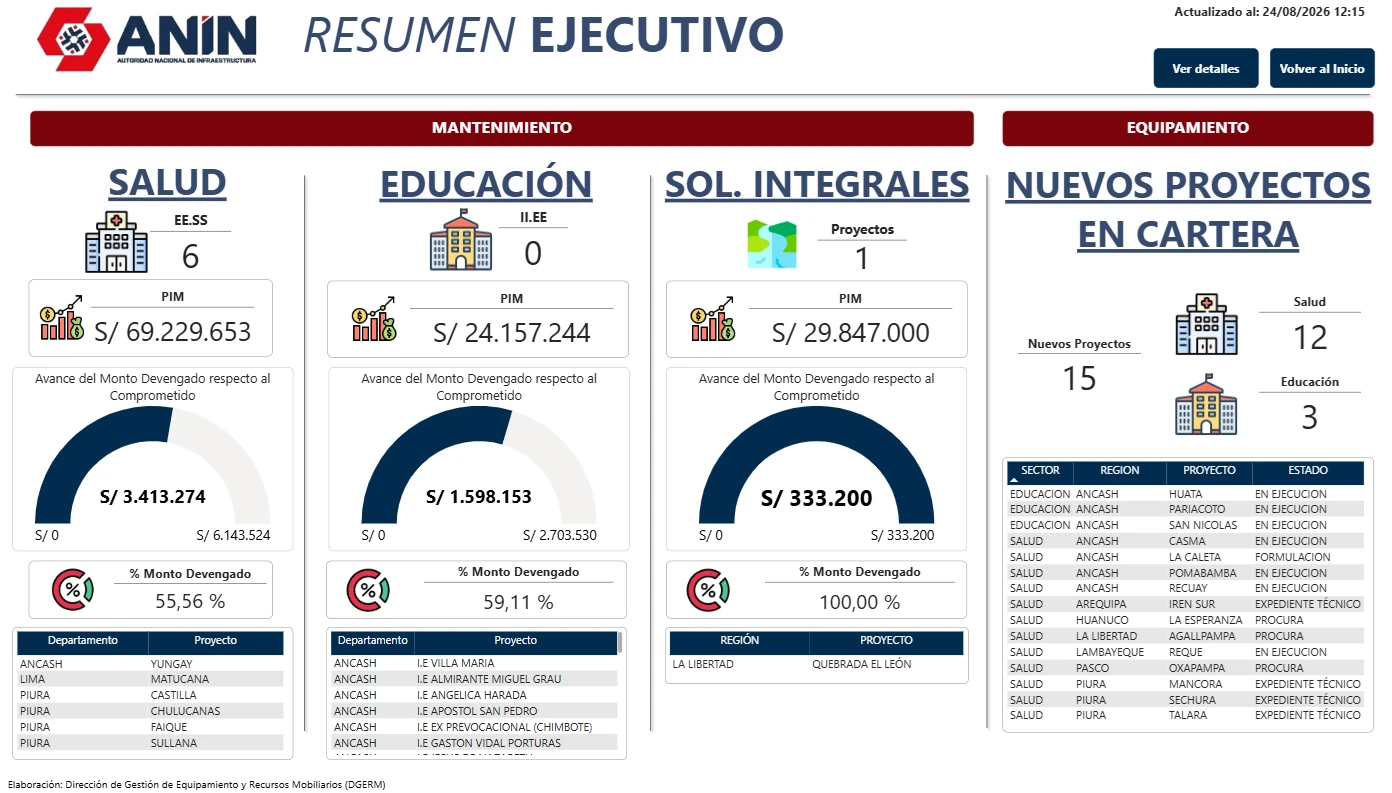 ANIN
AUTORIDAD NACIONAL DE INFRAESTRUCTURA
RESUMEN EJECUTIVO
Actualizado al: 24/08/2026 12:15
Ver detalles
Volver al Inicio
MANTENIMIENTO
EQUIPAMIENTO
SALUD
EE.SS
6
PIM
S/ 69.229.653
Avance del Monto Devengado respecto al
Comprometido
S/ 3.413.274
S/ 0
S/ 6.143.524
% Monto Devengado
55,56 %
Departamento Proyecto
ANCASH YUNGAY
LIMA MATUCANA
PIURA CASTILLA
PIURA CHULUCANAS
PIURA FAIQUE
PIURA SULLANA
EDUCACIÓN
II.EE
0
PIM
S/ 24.157.244
Avance del Monto Devengado respecto al
Comprometido
S/ 1.598.153
S/ 0
S/ 2.703.530
% Monto Devengado
59,11 %
Departamento Proyecto
ANCASH I.E VILLA MARIA
ANCASH I.E ALMIRANTE MIGUEL GRAU
ANCASH I.E ANGELICA HARADA
ANCASH I.E APOSTOL SAN PEDRO
ANCASH I.E EX PREVOCACIONAL (CHIMBOTE)
ANCASH I.E GASTON VIDAL PORTURAS
SOL. INTEGRALES
Proyectos
1
PIM
S/ 29.847.000
Avance del Monto Devengado respecto al
Comprometido
S/ 333.200
S/ 0
S/ 333.200
% Monto Devengado
100,00 %
REGIÓN PROYECTO
LA LIBERTAD QUEBRADA EL LEÓN
NUEVOS PROYECTOS
EN CARTERA
Nuevos Proyectos
15
Salud
12
Educación
3
SECTOR REGION PROYECTO ESTADO
EDUCACION ANCASH HUATA EN EJECUCION
EDUCACION ANCASH PARIACOTO EN EJECUCION
EDUCACION ANCASH SAN NICOLAS EN EJECUCION
SALUD ANCASH CASMA EN EJECUCION
SALUD ANCASH LA CALETA FORMULACION
SALUD ANCASH POMABAMBA EN EJECUCION
SALUD ANCASH RECUAY EN EJECUCION
SALUD AREQUIPA IREN SUR EXPEDIENTE TÉCNICO
SALUD HUANUCO LA ESPERANZA PROCURA
SALUD LA LIBERTAD AGALLPAMPA PROCURA
SALUD LAMBAYEQUE REQUE EN EJECUCION
SALUD PASCO OXAPAMPA PROCURA
SALUD PIURA MANCORA EXPEDIENTE TÉCNICO
SALUD PIURA SECHURA EXPEDIENTE TÉCNICO
SALUD PIURA TALARA EXPEDIENTE TÉCNICO
Elaboración: Dirección de Gestión de Equipamiento y Recursos Mobiliarios (DGERM)